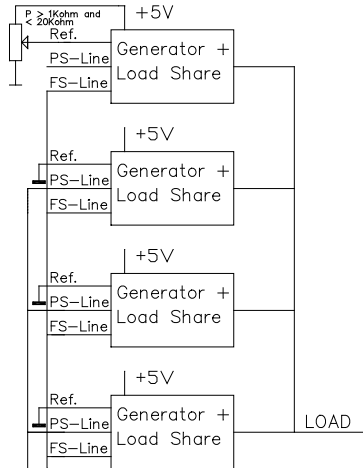 P > 1Kohm and
< 20Kohm
+5V
Ref.
PS-Line
FS-Line
Generator +
Load Share
+5V
Ref.
PS-Line
FS-Line
Generator +
Load Share
+5V
Ref.
PS-Line
FS-Line
Generator +
Load Share
+5V
Ref.
PS-Line
FS-Line
Generator +
Load Share
LOAD